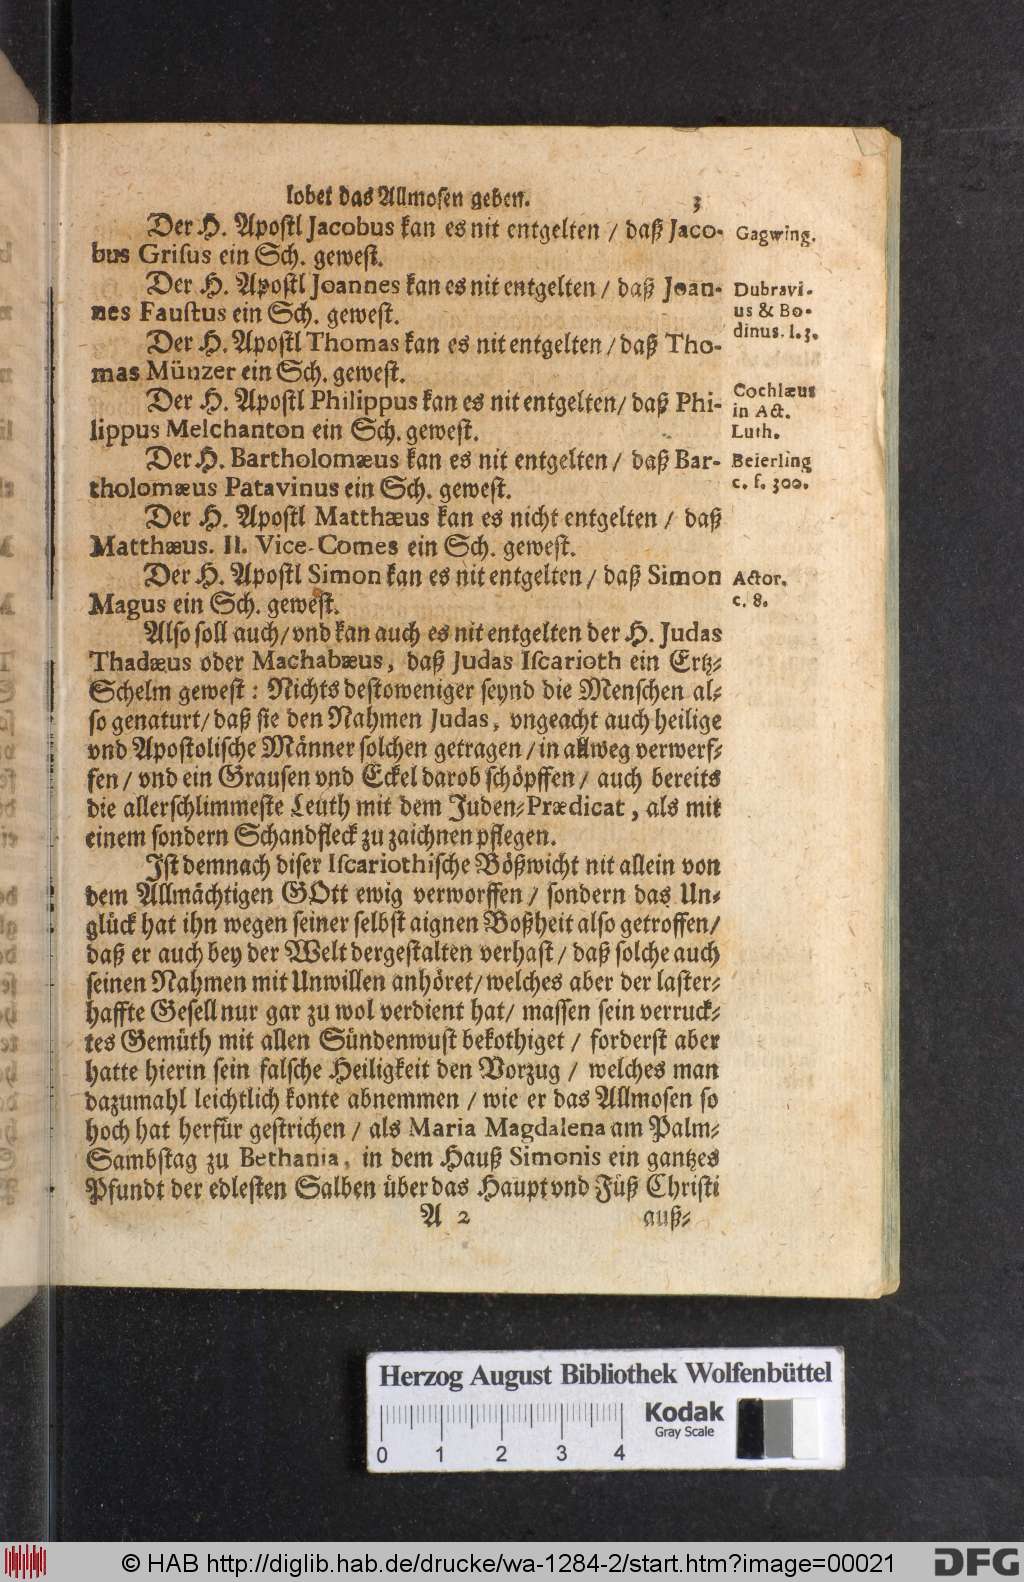 lobet das Allmosen geben. 3
Der H. Apostl Jacobus kan es nit entgelten / daß Jaco- Gagwing.
bus Grisus ein Sch. gewest.
Der H. Apostl Joannes kan es nit entgelten / daß Joan- Dubravi-
nes Faustus ein Sch. gewest. us & Bo-
dinus. l. 3.
Der H. Apostl Thomas kan es nit entgelten / daß Tho-
mas Münzer ein Sch. gewest.
Der H. Apostl Philippus kan es nit entgelten / daß Phi- Cochlæus
in Act.
lippus Melchanton ein Sch. gewest. Luth.
Der H. Bartholomæus kan es nit entgelten / daß Bar- Beierling
tholomæus Patavinus ein Sch. gewest. c. f. 300.
Der H. Apostl Matthæus kan es nicht entgelten / daß
Matthæus. II. Vice-Comes ein Sch. gewest.
Der H. Apostl Simon kan es nit entgelten / daß Simon Actor.
Magus ein Sch. gewest. c. 8.
Also soll auch / vnd kan auch es nit entgelten der H. Judas
Thadæus oder Machabæus, daß Judas Iscarioth ein Ertz-
Schelm gewest : Nichts destoweniger seynd die Menschen al-
so genaturt / daß sie den Nahmen Judas, vngeacht auch heilige
vnd Apostolische Männer solchen getragen / in allweg verwerf-
fen / vnd ein Grausen vnd Eckel darob schöpffen / auch bereits
die allerschlimmeste Leuth mit dem Juden-Prædicat, als mit
einem sondern Schandfleck zu zaichnen pflegen.
Ist demnach diser Iscariothische Bößwicht nit allein von
dem Allmächtigen GOtt ewig verworffen / sondern das Un-
glück hat ihn wegen seiner selbst aignen Boßheit also getroffen /
daß er auch bey der Welt dergestalten verhast / daß solche auch
seinen Nahmen mit Unwillen anhöret / welches aber der laster-
haffte Gesell nur gar zu wol verdient hat / massen sein verruck-
tes Gemüth mit allen Sündenwust bekothiget / forderst aber
hatte hierin sein falsche Heiligkeit den Vorzug / welches man
dazumahl leichtlich konte abnemmen / wie er das Allmosen so
hoch hat herfür gestrichen / als Maria Magdalena am Palm-
Sambstag zu Bethania, in dem Hauß Simonis ein gantzes
Pfundt der edlesten Salben über das Haupt vnd Füß Christi
A 2 auß-
Herzog August Bibliothek Wolfenbüttel
Kodak
Gray Scale
0 1 2 3 4
© HAB http://diglib.hab.de/drucke/wa-1284-2/start.htm?image=00021 DFG